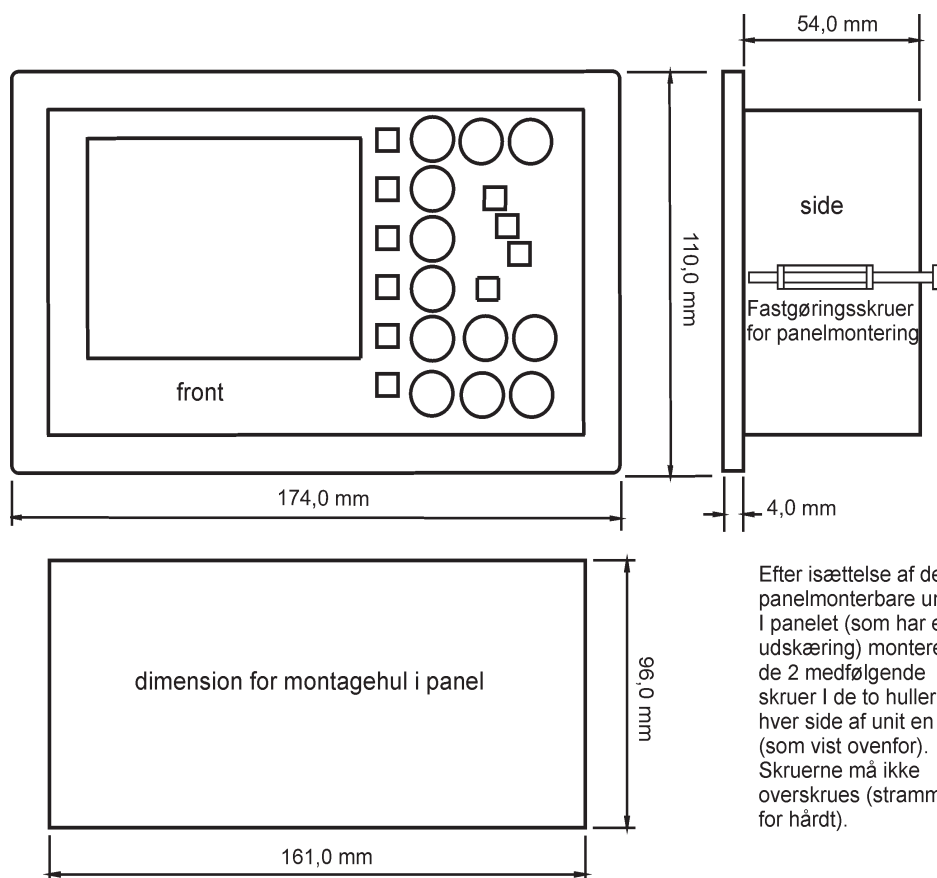 54,0 mm
side
110,0 mm
Fastgøringsskruer
for panelmontering
front
174,0 mm
4,0 mm
dimension for montagehul i panel
96,0 mm
161,0 mm
Efter isættelse af
panelmonterbare
I panelet (som har
udskæring)
de 2 medfølgende
skruer I de to huller
hver side af unit en
(som vist ovenfor).
Skruerne må ikke
overskrues
for hårdt).